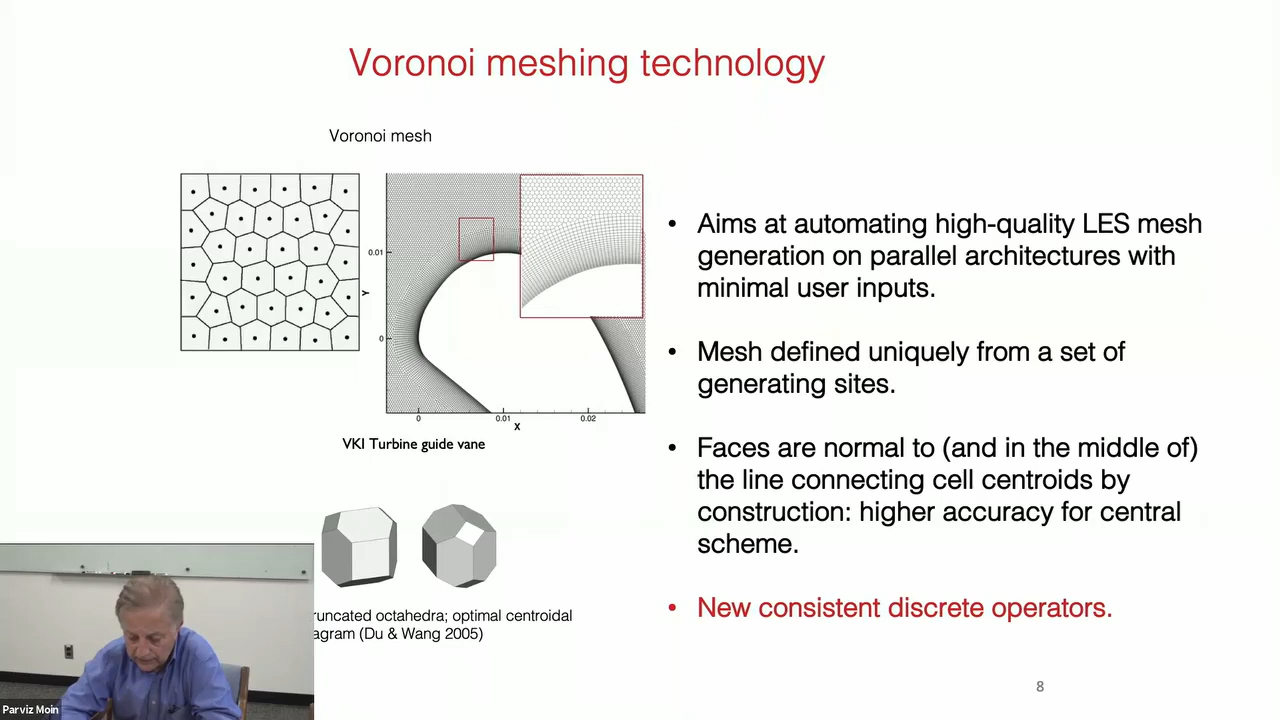 Voronoi meshing technology
Voronoi mesh
0.01
Y
0
0
0.01
0.02
X
VKI Turbine guide vane
(Du & Wang 2005)
octahedra; optimal centroidal
• Aims at automating high-quality LES mesh
generation on parallel architectures with
minimal user inputs.
• Mesh defined uniquely from a set of
generating sites.
• Faces are normal to (and in the middle of)
the line connecting cell centroids by
construction: higher accuracy for central
scheme.
• New consistent discrete operators.
8
Parviz Moin